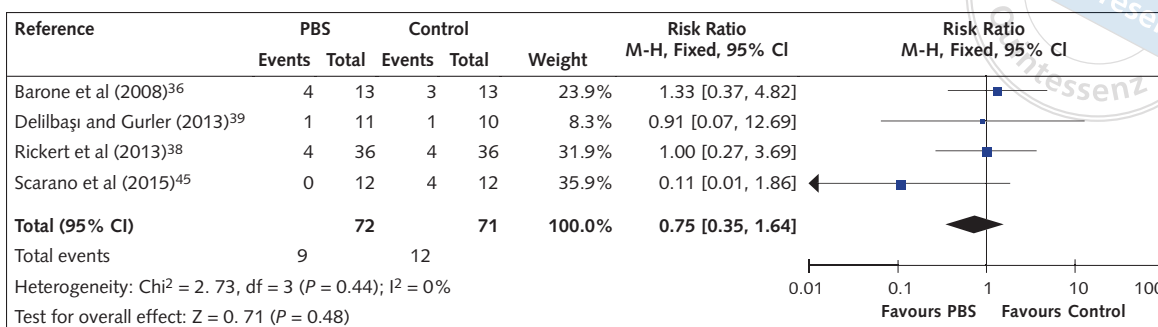 Reference PBS Control Risk Ratio Risk Ratio
Events Total Events Total Weight M-H, Fixed, 95% CI M-H, Fixed, 95% CI
Barone et al (2008)36 4 13 3 13 23.9% 1.33 [0.37, 4.82]
Delilbaşı and Gurler (2013)39 1 11 1 10 8.3% 0.91 [0.07, 12.69]
Rickert et al (2013)38 4 36 4 36 31.9% 1.00 [0.27, 3.69]
Scarano et al (2015)45 0 12 4 12 35.9% 0.11 [0.01, 1.86]
Total (95% CI) 72 71 100.0% 0.75 [0.35, 1.64]
Total events 9 12
Heterogeneity: Chi2 = 2. 73, df = 3 (P = 0.44); I2 = 0%
Test for overall effect: Z = 0. 71 (P = 0.48)
0.01 0.1 1 10 100
Favours PBS Favours Control